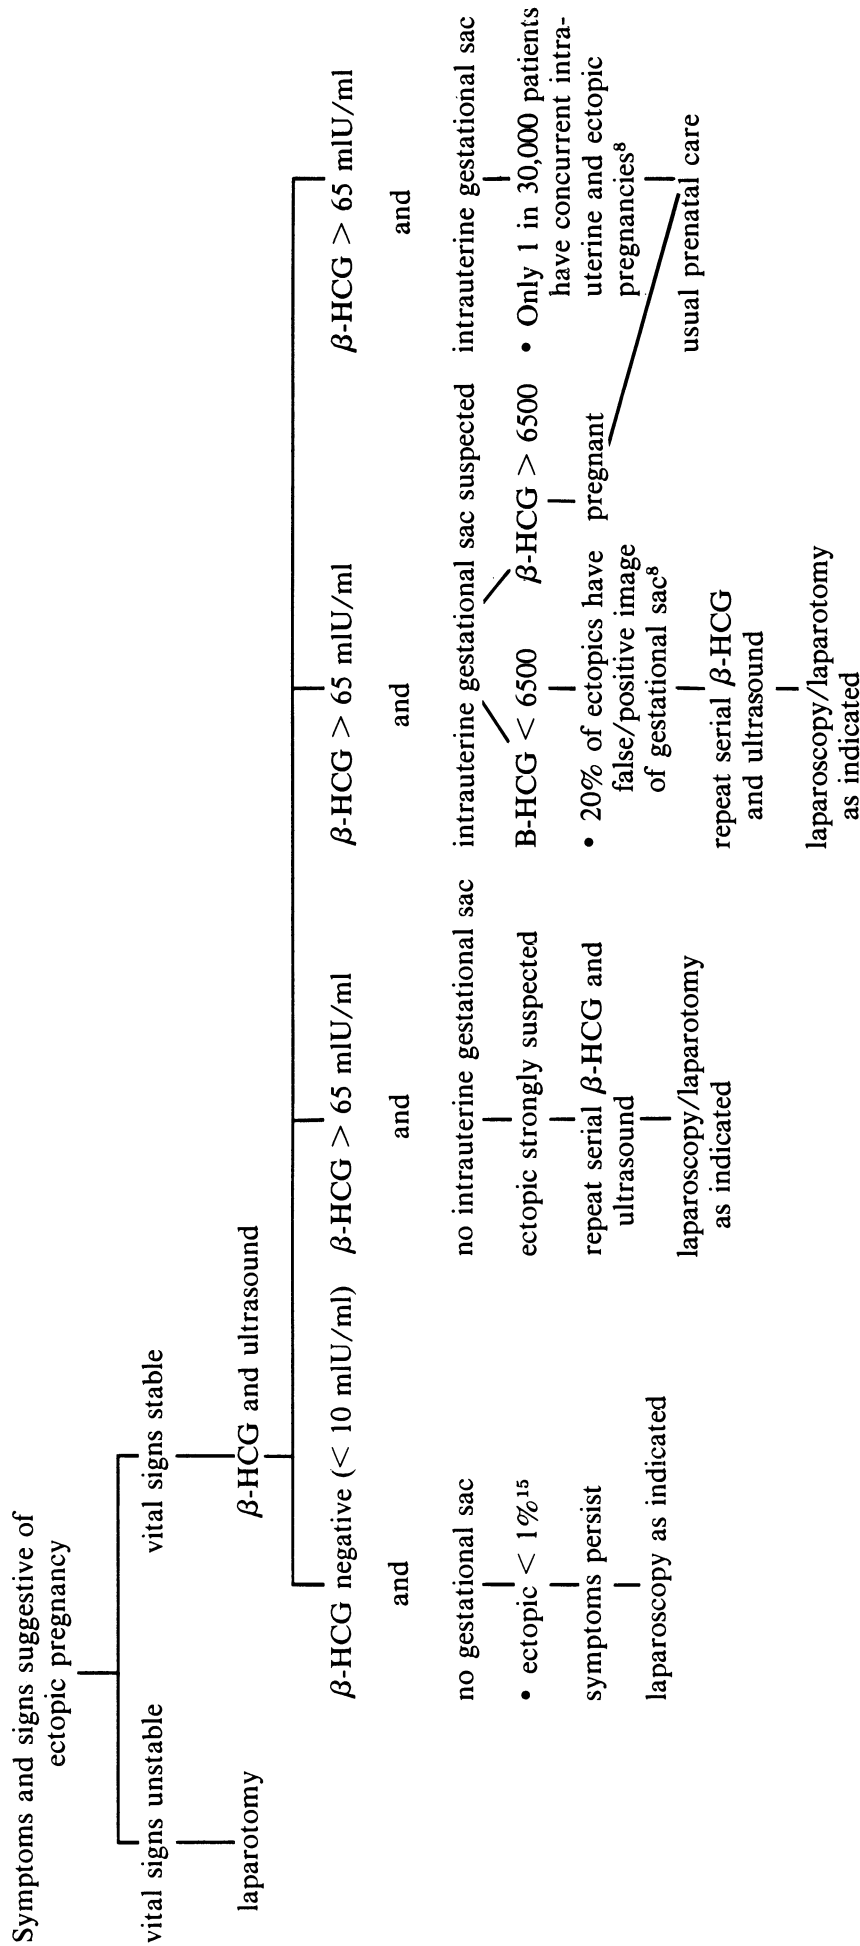 Symptoms and signs suggestive of
ectopic pregnancy
vital signs unstable
laparotomy
vital signs stable
β-HCG and ultrasound
β-HCG negative (< 10 mIU/ml)
and
no gestational sac
• ectopic < 1%¹⁵
symptoms persist
laparoscopy as indicated
β-HCG > 65 mIU/ml
and
no intrauterine gestational sac
ectopic strongly suspected
repeat serial β-HCG and
ultrasound
laparoscopy/laparotomy
as indicated
β-HCG > 65 mIU/ml
and
intrauterine gestational sac suspected
B-HCG < 6500
• 20% of ectopics have
false/positive image
of gestational sac⁸
repeat serial β-HCG
and ultrasound
laparoscopy/laparotomy
as indicated
β-HCG > 6500
pregnant
β-HCG > 65 mIU/ml
and
intrauterine gestational sac
• Only 1 in 30,000 patients
have concurrent intra-
uterine and ectopic
pregnancies⁸
usual prenatal care